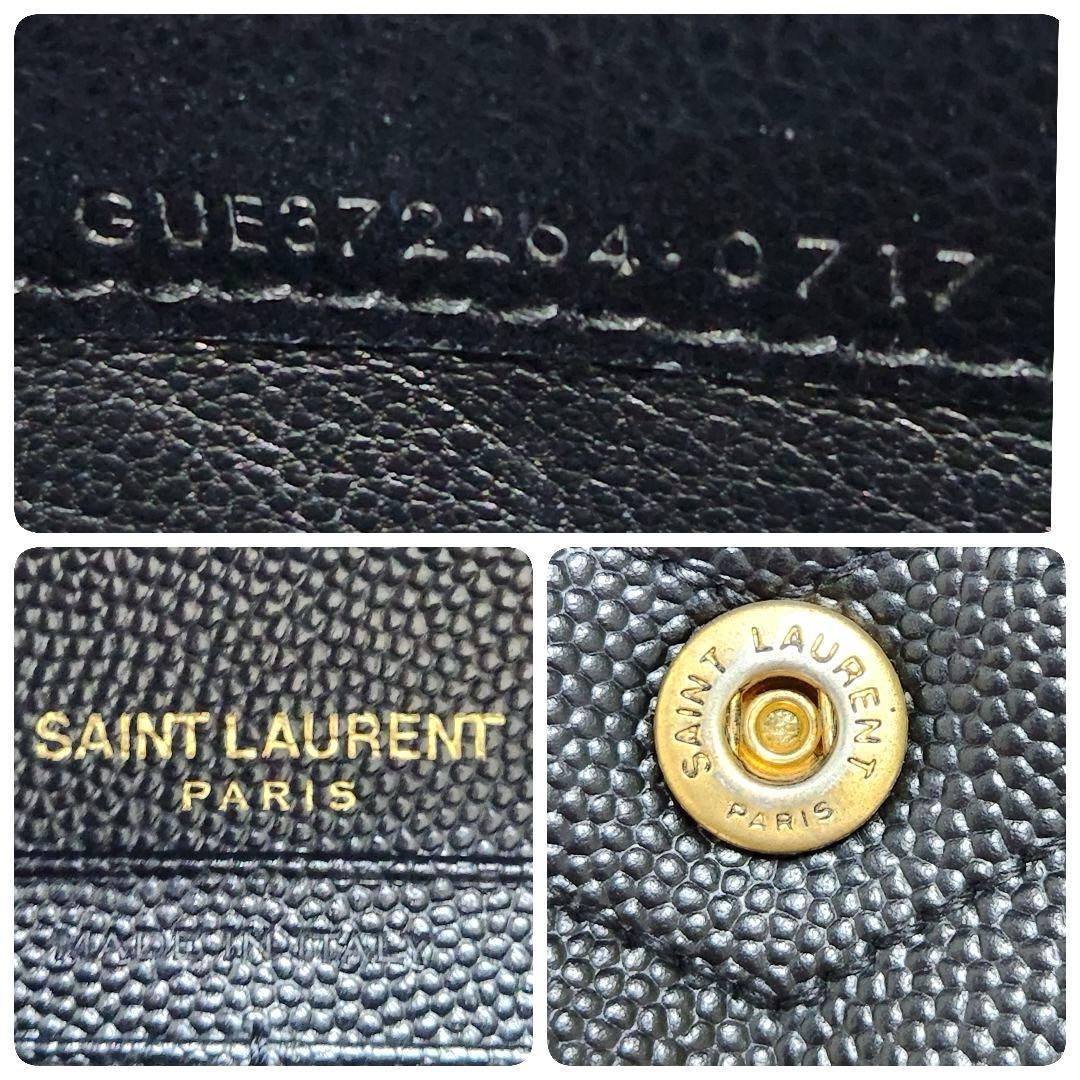 GUE372264·0717
SAINT LAURENT
PARIS
MADE IN ITALY
SAINT LAURENT
PARIS